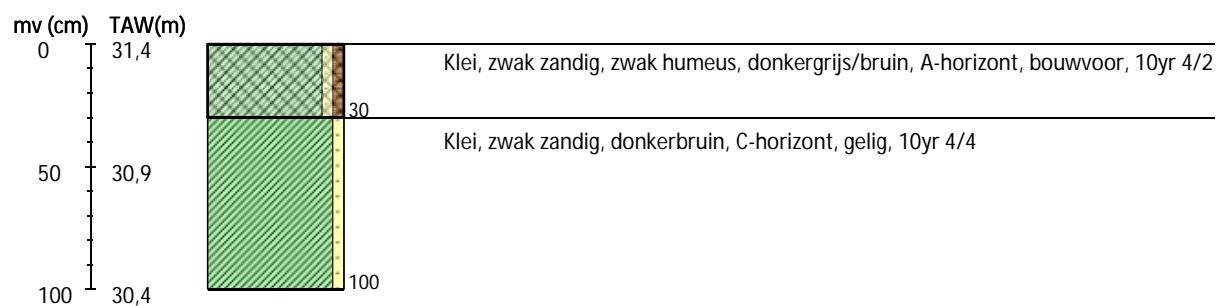 mv (cm) TAW(m)
0 31,4
Klei, zwak zandig, zwak humeus, donkergrijs/bruin, A-horizont, bouwvoor, 10yr 4/2
30
Klei, zwak zandig, donkerbruin, C-horizont, gelig, 10yr 4/4
50 30,9
100
100 30,4